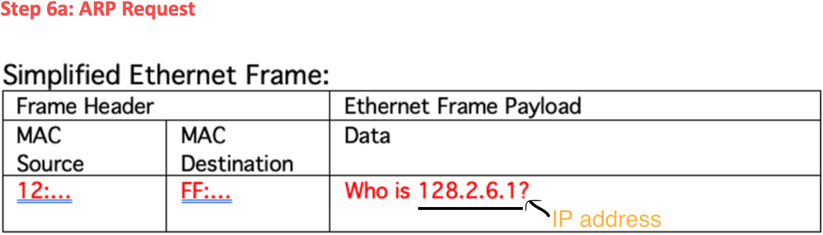 Step 6a: ARP Request
Simplified Ethernet Frame:
Frame Header Ethernet Frame Payload
MAC Source MAC Destination Data
12:... FF:... Who is 128.2.6.1?
IP address